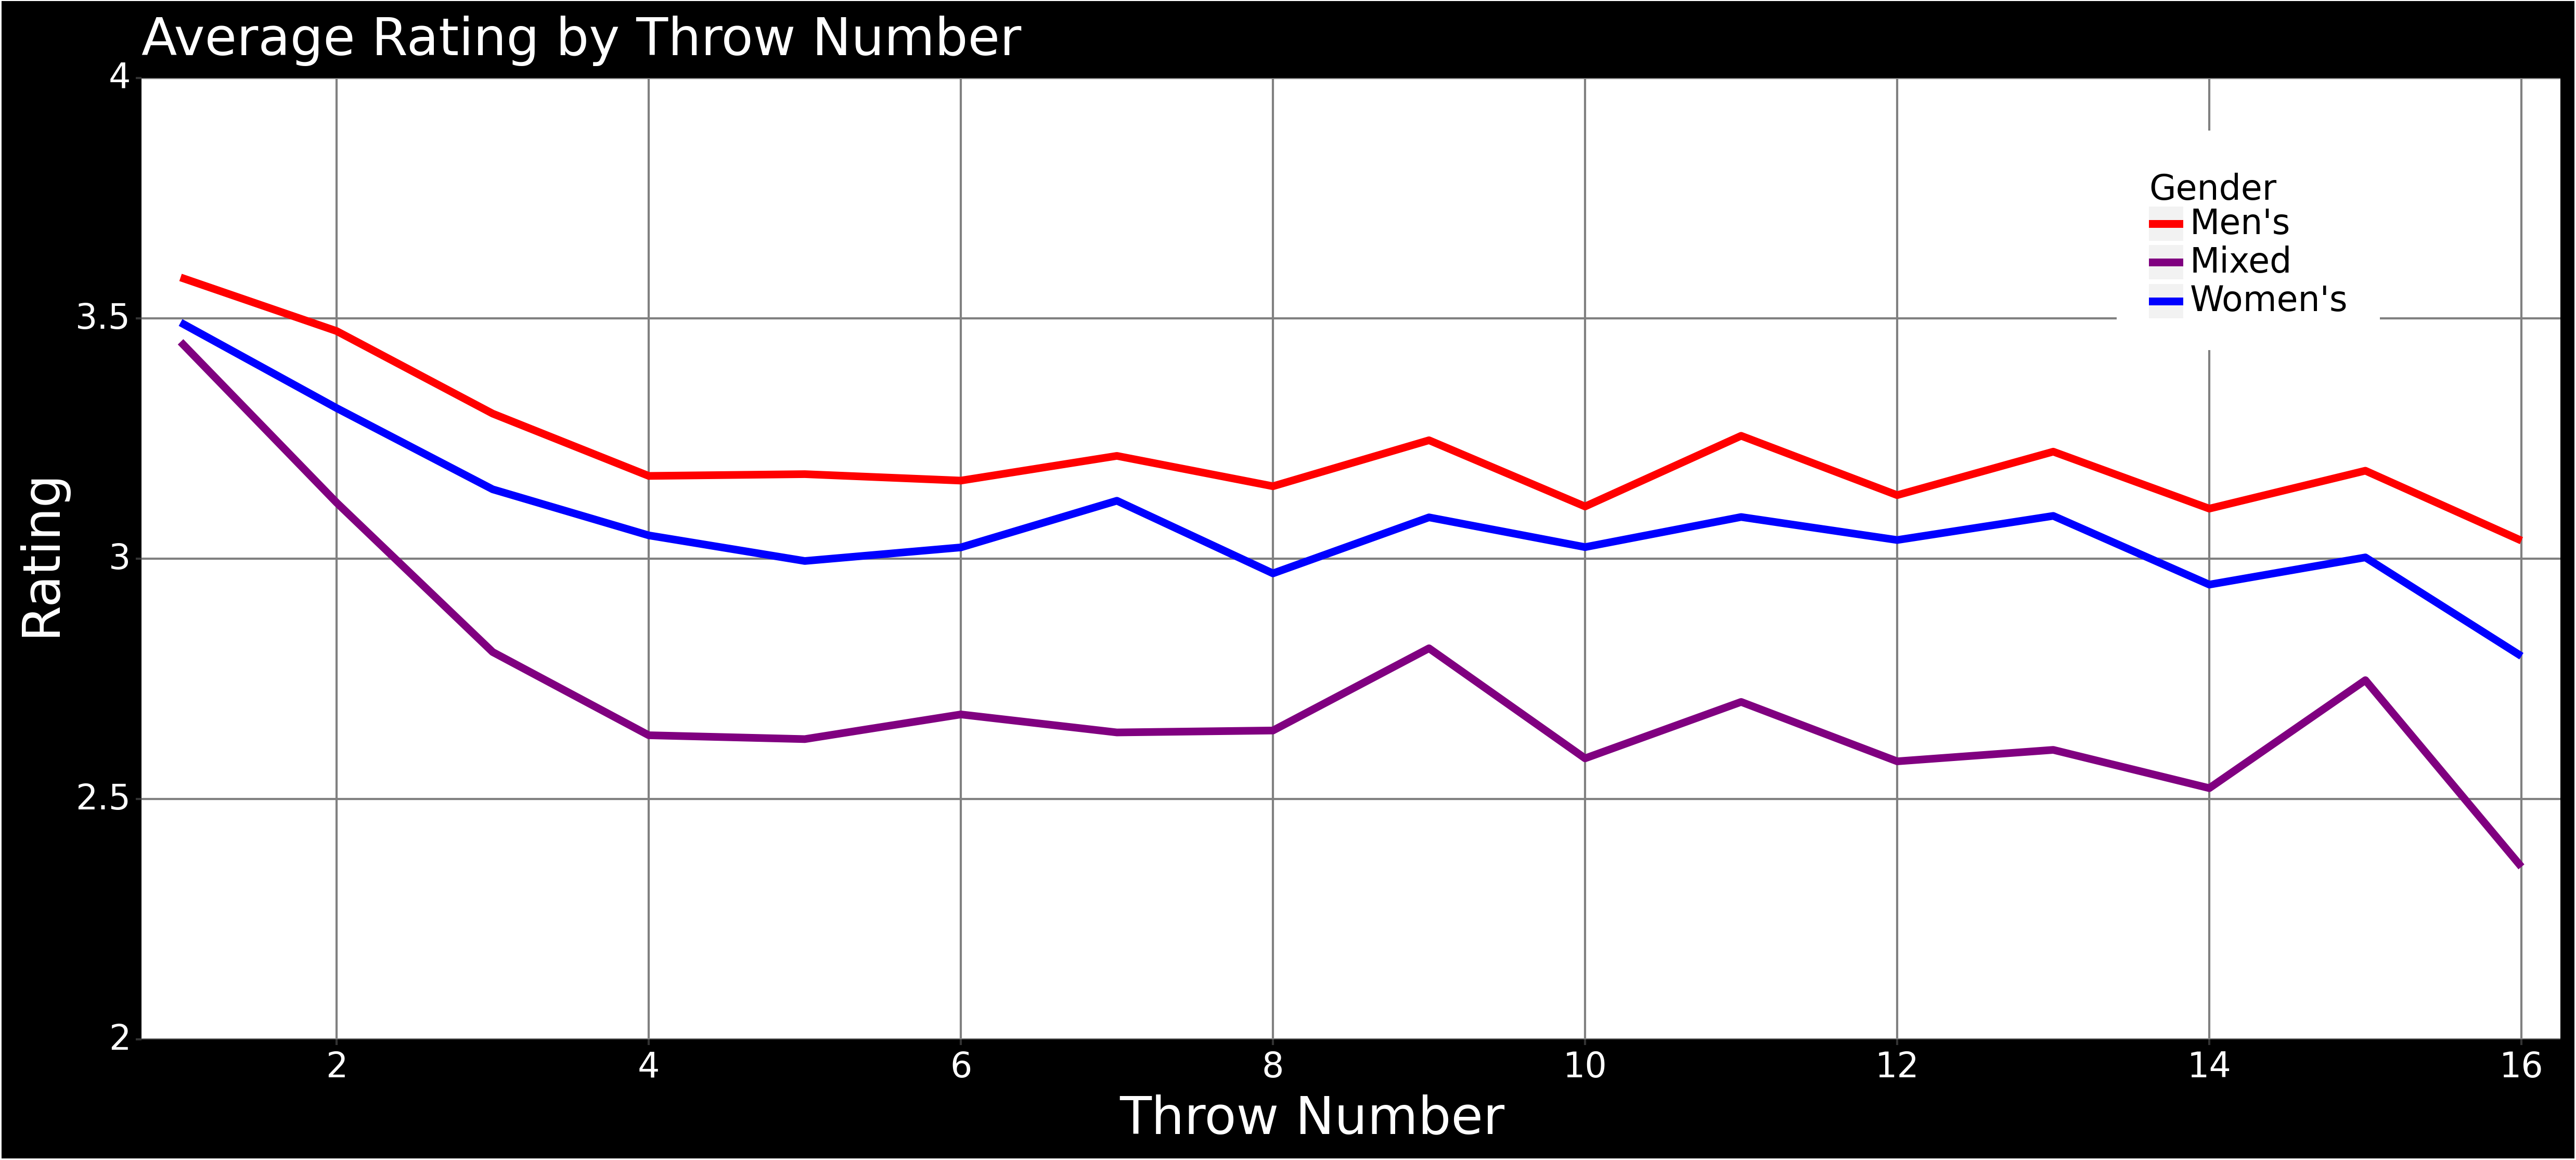 Average Rating by Throw Number
4
3.5
3
2.5
2
Rating
Gender
Men's
Mixed
Women's
2 4 6 8 10 12 14 16
Throw Number